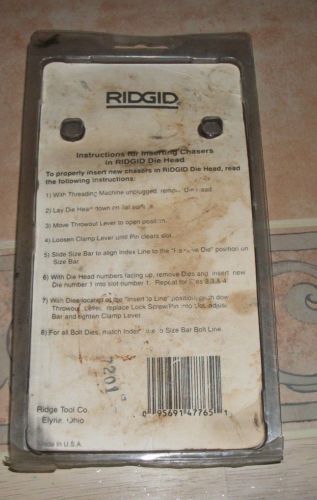 RIDGID
Instructions for Inserting Chasers
in RIDGID Die Head
To properly insert new chasers in RIDGID Die Head, read
the following instructions:
1) With Threading Machine unplugged, remove Die Head.
2) Lay Die Head down on flat surface.
3) Move Throwout Lever to open position.
4) Loosen Clamp Lever until Pin clears slot.
5) Slide Size Bar to align Index Line to the position on
Size Bar.
6) With Die Head numbers facing up, remove Dies and insert new
Die number 1 into slot number 1. Repeat for Dies 2,3 & 4.
7) With Dies located at the "Insert to Line" position, push down
Throwout Lever, replace Lock Screw/Pin into slot, adjust
Bar and tighten Clamp Lever.
8) For all Bolt Dies, match Index Line to Size Bar Bolt Line.
7201
Ridge Tool Co.
Elyria, Ohio
Made in U.S.A.
0 95691 47765 1